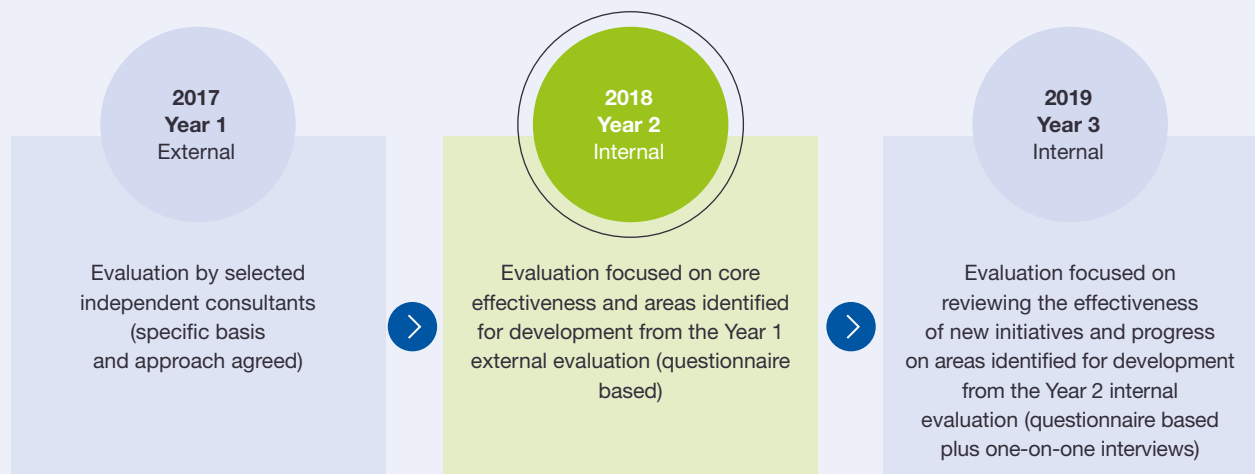 2017
Year 1
External
Evaluation by selected
independent consultants
(specific basis
and approach agreed)
2018
Year 2
Internal
Evaluation focused on core
effectiveness and areas identified
for development from the Year 1
external evaluation (questionnaire
based)
2019
Year 3
Internal
Evaluation focused on
reviewing the effectiveness
of new initiatives and progress
on areas identified for development
from the Year 2 internal
evaluation (questionnaire based
plus one-on-one interviews)